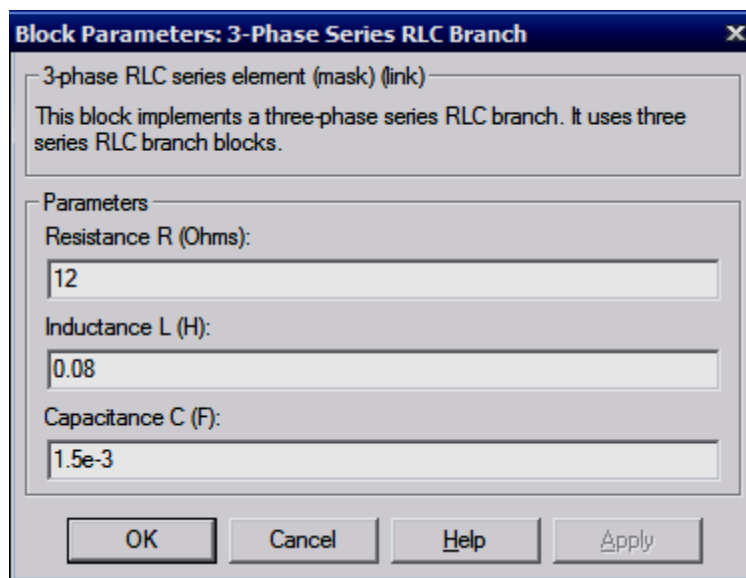 Block Parameters: 3-Phase Series RLC Branch
3-phase RLC series element (mask) (link)
This block implements a three-phase series RLC branch. It uses three
series RLC branch blocks.
Parameters
Resistance R (Ohms):
12
Inductance L (H):
0.08
Capacitance C (F):
1.5e-3
OK Cancel Help Apply